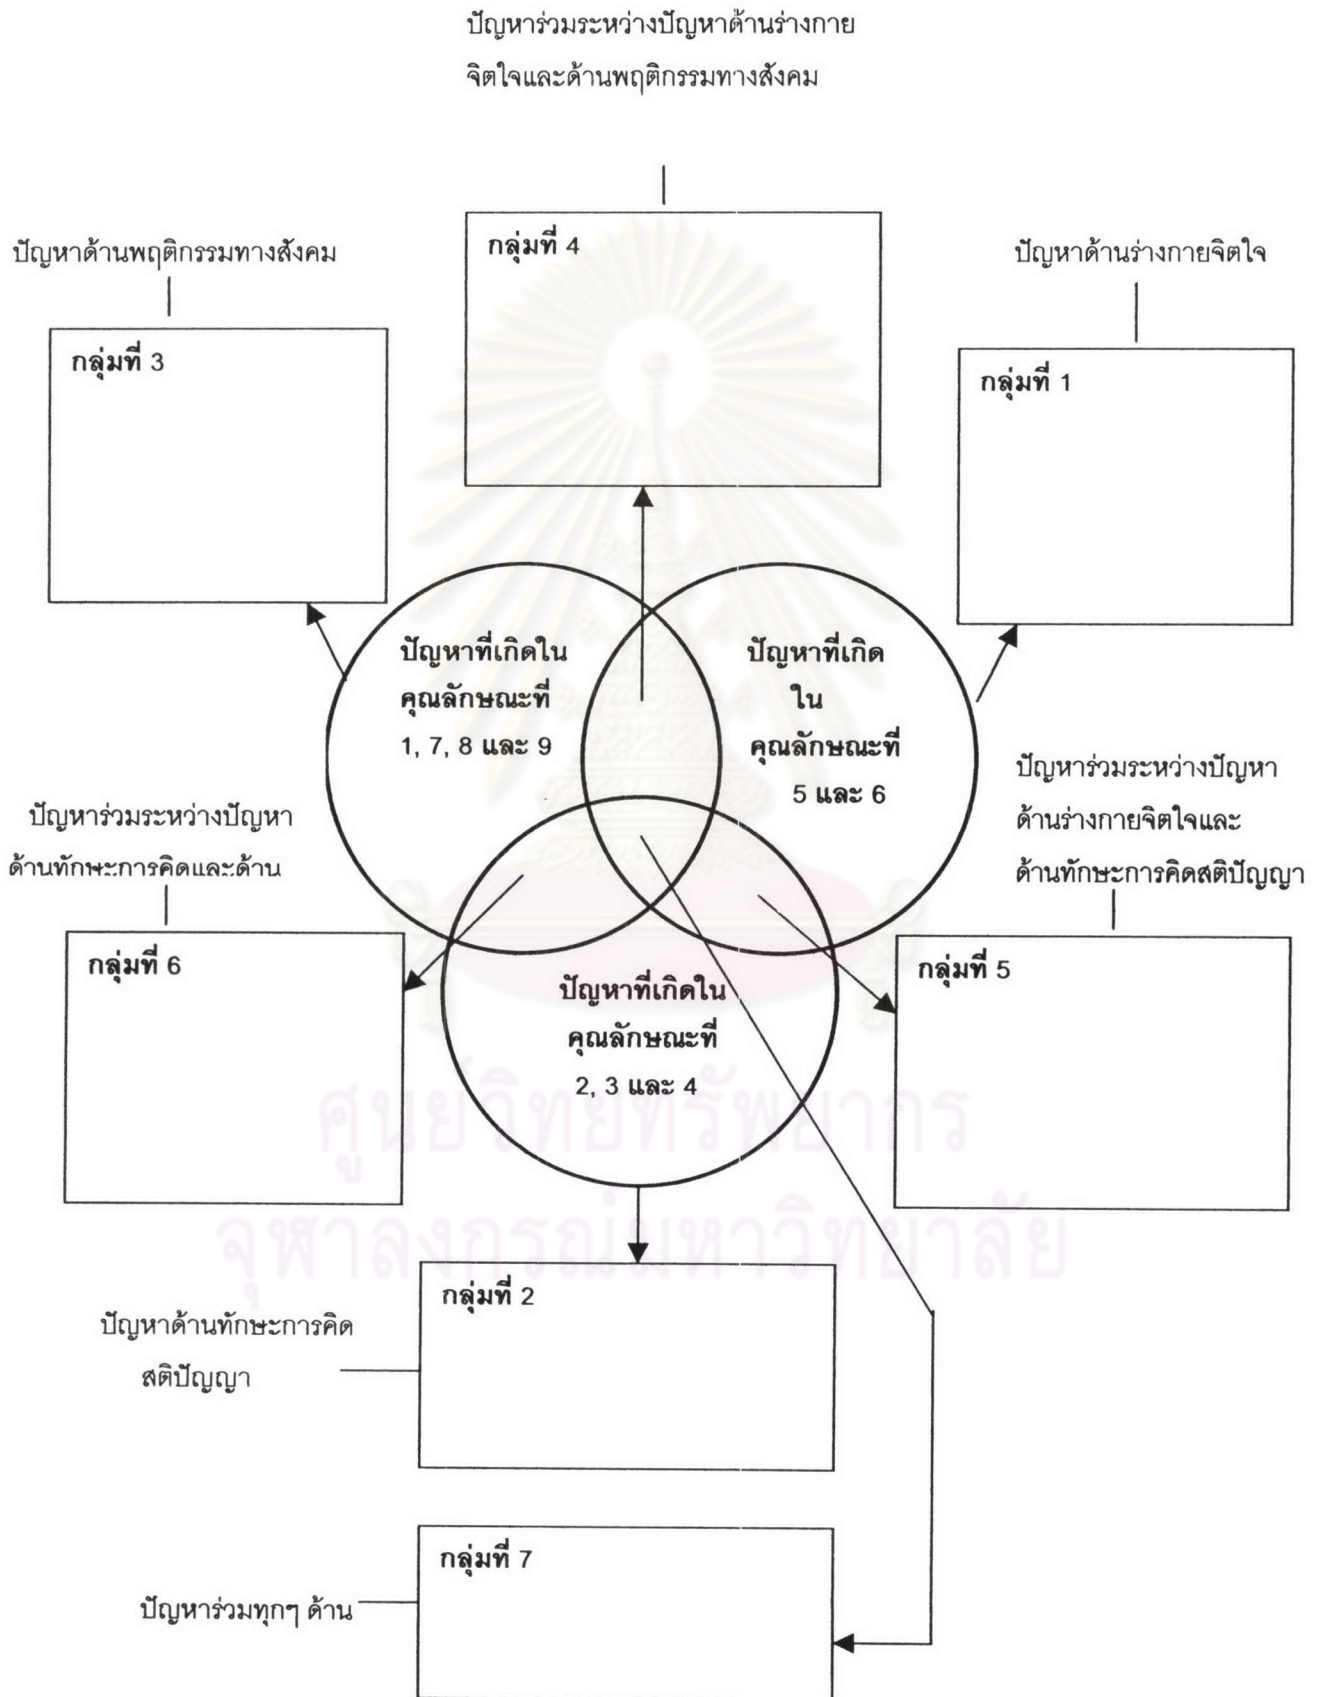 ปัญหาร่วมระหว่างปัญหาด้านร่างกาย
จิตใจและด้านพฤติกรรมทางสังคม
ปัญหาด้านพฤติกรรมทางสังคม
กลุ่มที่ 4
ปัญหาด้านร่างกายจิตใจ
กลุ่มที่ 3
กลุ่มที่ 1
ปัญหาที่เกิดใน
คุณลักษณะที่
1, 7, 8 และ 9
ปัญหาที่เกิด
ใน
คุณลักษณะที่
5 และ 6
ปัญหาร่วมระหว่างปัญหา
ด้านร่างกายจิตใจและ
ด้านทักษะการคิดสติปัญญา
ปัญหาร่วมระหว่างปัญหา
ด้านทักษะการคิดและด้าน
กลุ่มที่ 6
ปัญหาที่เกิดใน
คุณลักษณะที่
2, 3 และ 4
กลุ่มที่ 5
ศูนย์วิทยทรัพยากร
จุฬาลงกรณ์มหาวิทยาลัย
กลุ่มที่ 2
ปัญหาด้านทักษะการคิด
สติปัญญา
กลุ่มที่ 7
ปัญหาร่วมทุกๆ ด้าน